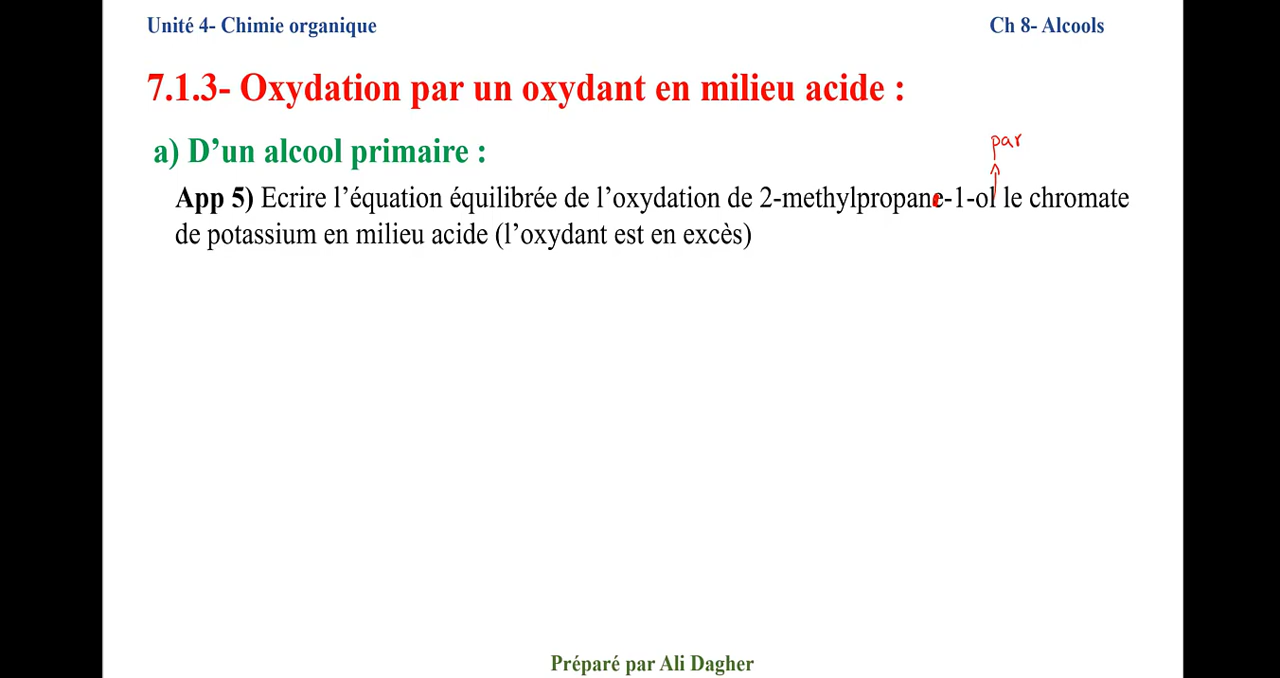 Unité 4- Chimie organique
Ch 8- Alcools
7.1.3- Oxydation par un oxydant en milieu acide :
a) D’un alcool primaire :
par
App 5) Ecrire l’équation équilibrée de l’oxydation de 2-methylpropane-1-ol le chromate
de potassium en milieu acide (l’oxydant est en excès)
Préparé par Ali Dagher